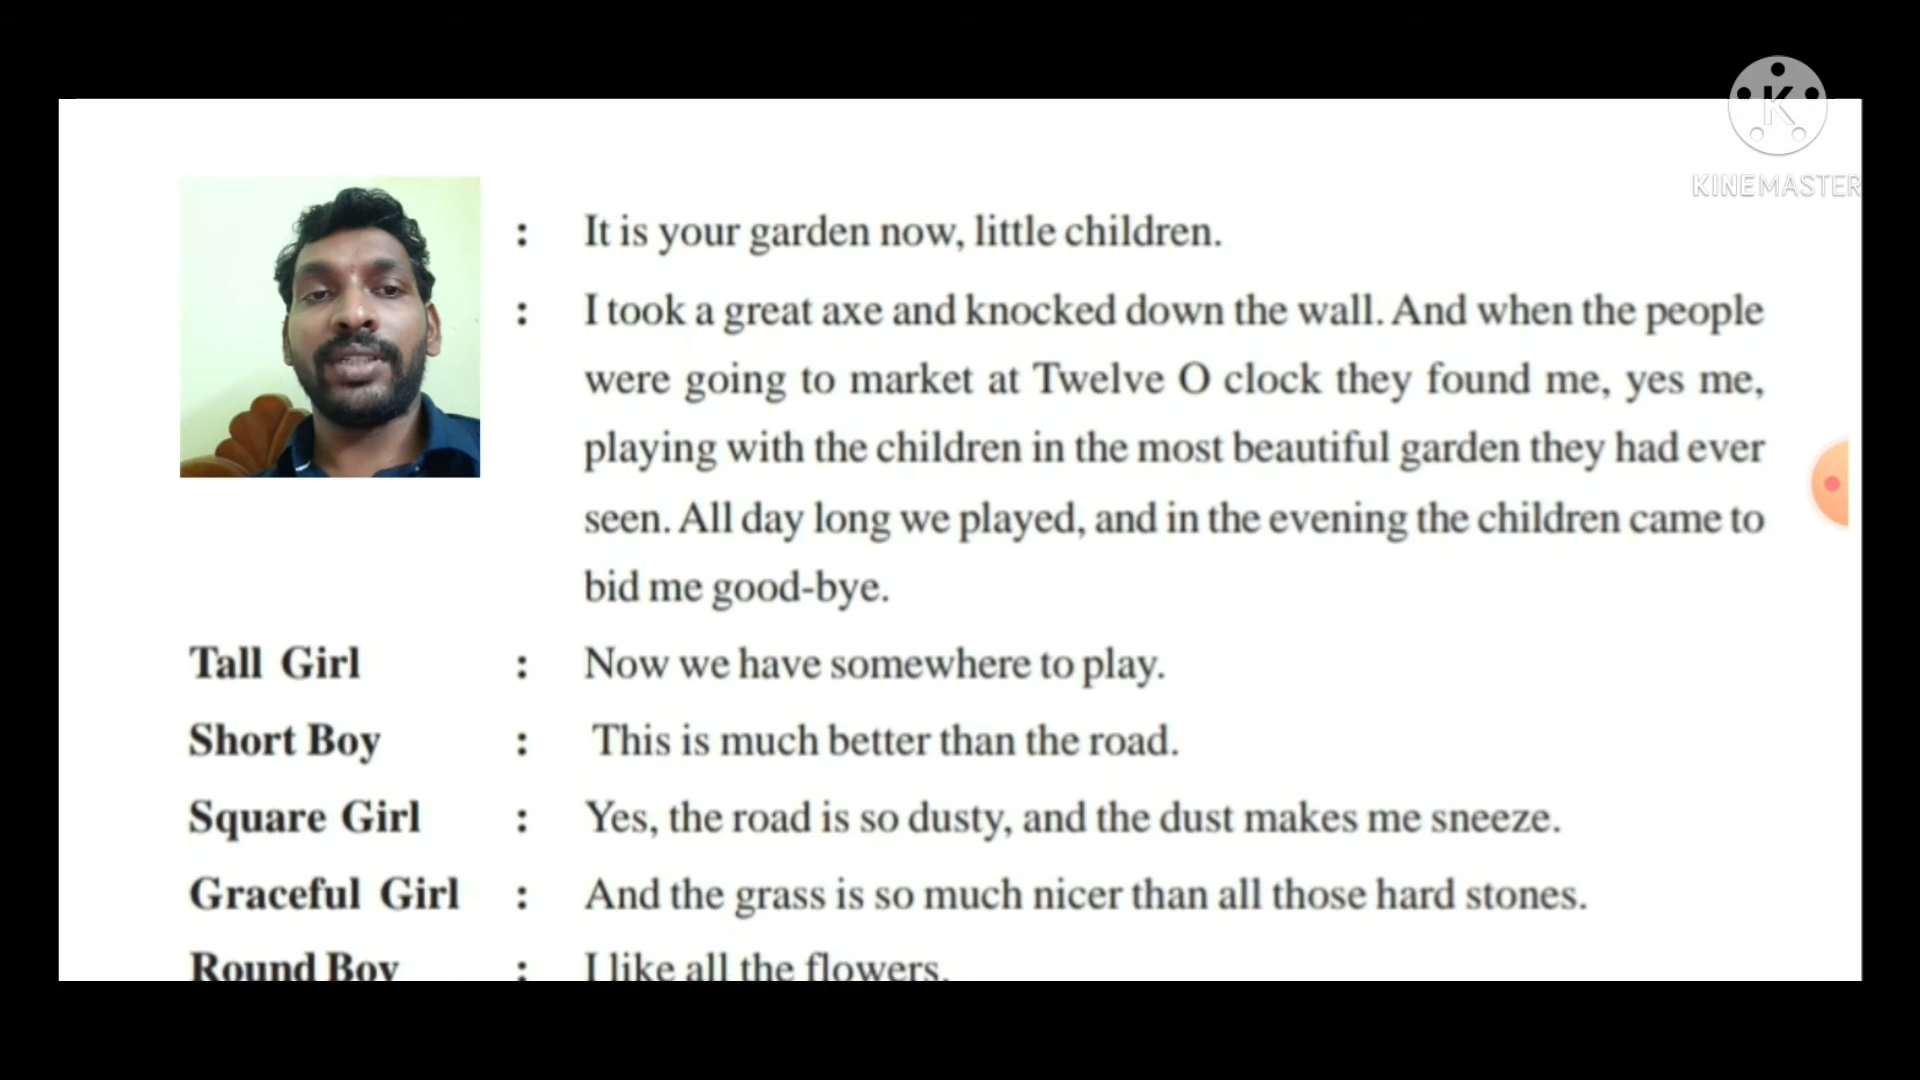 K
KINEMASTER
: It is your garden now, little children.
: I took a great axe and knocked down the wall. And when the people
were going to market at Twelve O clock they found me, yes me,
playing with the children in the most beautiful garden they had ever
seen. All day long we played, and in the evening the children came to
bid me good-bye.
Tall Girl : Now we have somewhere to play.
Short Boy : This is much better than the road.
Square Girl : Yes, the road is so dusty, and the dust makes me sneeze.
Graceful Girl : And the grass is so much nicer than all those hard stones.
Round Boy : I like all the flowers.